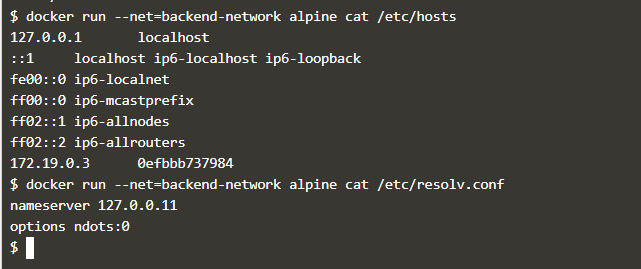 $ docker run --net=backend-network alpine cat /etc/hosts
127.0.0.1       localhost
::1     localhost ip6-localhost ip6-loopback
fe00::0 ip6-localnet
ff00::0 ip6-mcastprefix
ff02::1 ip6-allnodes
ff02::2 ip6-allrouters
172.19.0.3      0efbbb737984
$ docker run --net=backend-network alpine cat /etc/resolv.conf
nameserver 127.0.0.11
options ndots:0
$